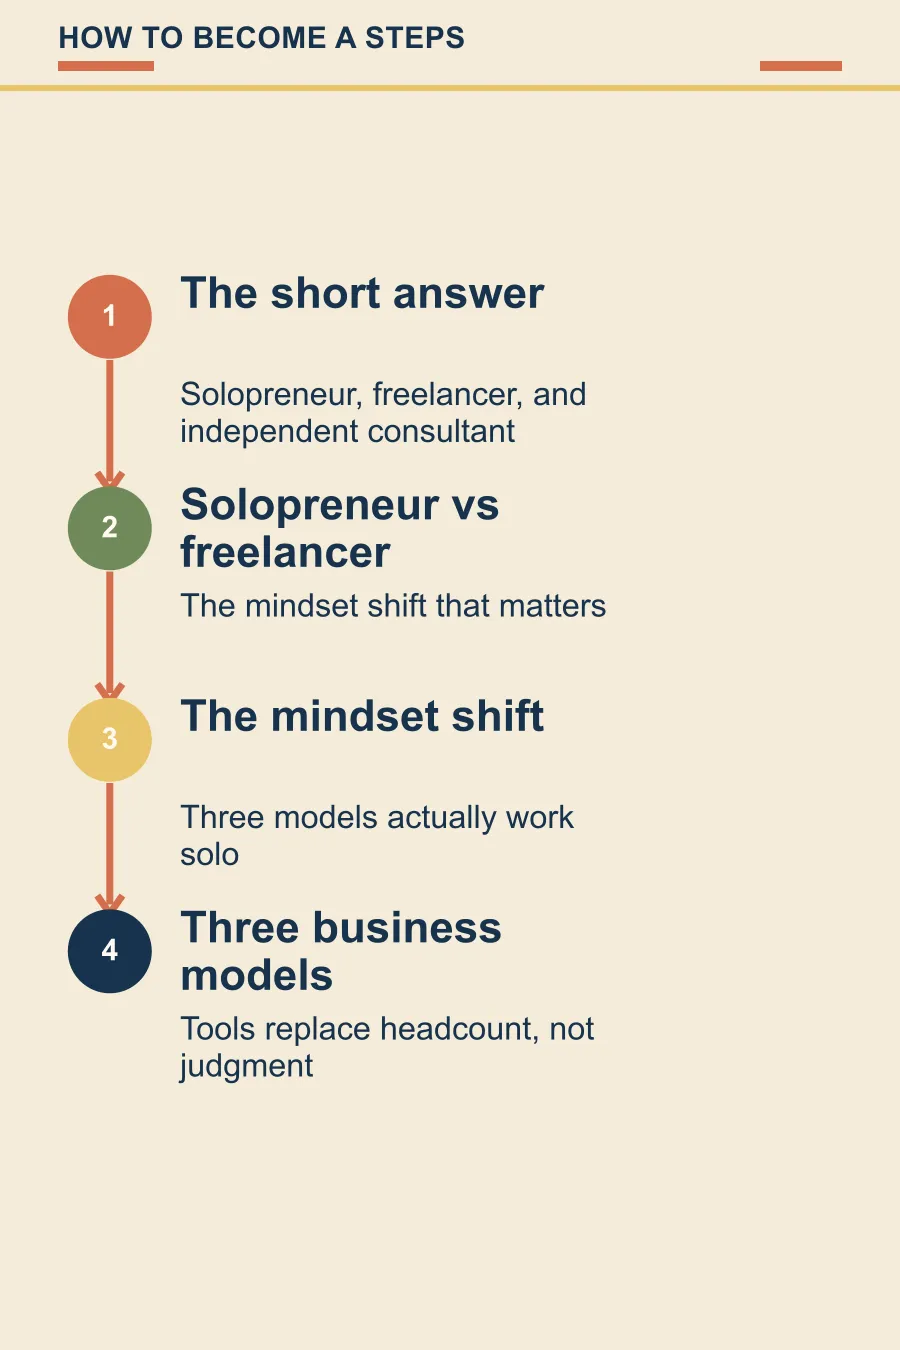 HOW TO BECOME A STEPS
1
The short answer
Solopreneur, freelancer, and
independent consultant
2
Solopreneur vs
freelancer
The mindset shift that matters
3
The mindset shift
Three models actually work
solo
4
Three business
models
Tools replace headcount, not
judgment